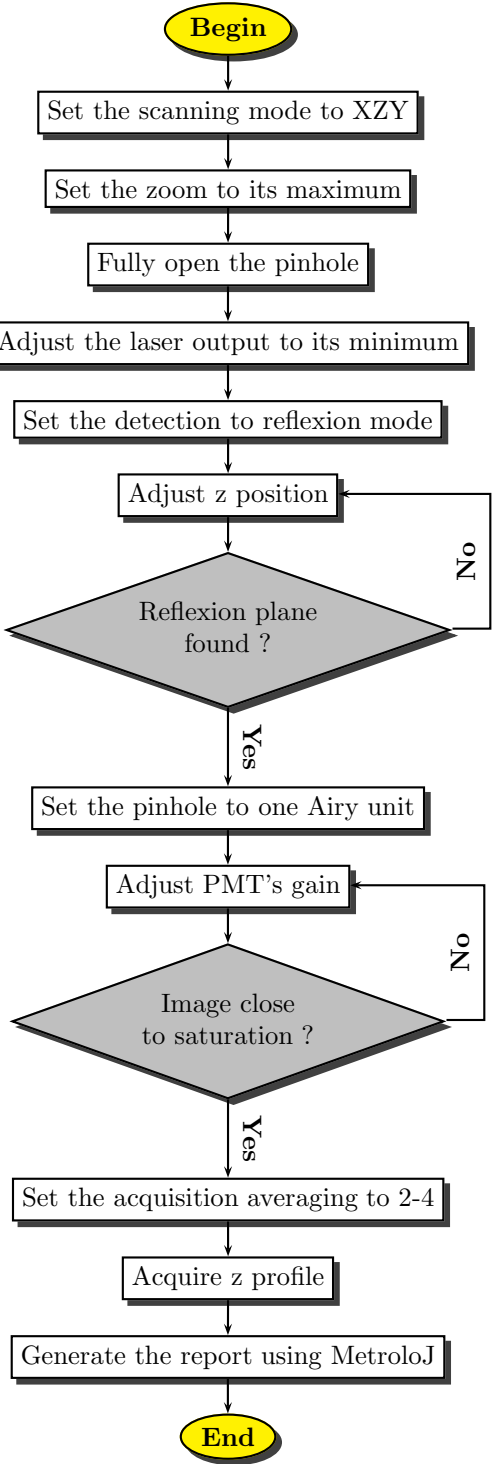 Begin
Set the scanning mode to XZY
Set the zoom to its maximum
Fully open the pinhole
Adjust the laser output to its minimum
Set the detection to reflexion mode
Adjust z position
No
Reflexion plane
found ?
Yes
Set the pinhole to one Airy unit
Adjust PMT's gain
No
Image close
to saturation ?
Yes
Set the acquisition averaging to 2-4
Acquire z profile
Generate the report using MetroloJ
End